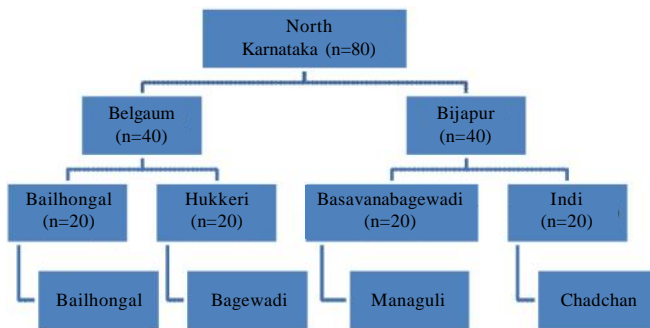 North
Karnataka (n=80)
Belgaum
(n=40)
Bijapur
(n=40)
Bailhongal
(n=20)
Hukkeri
(n=20)
Basavanabagewadi
(n=20)
Indi
(n=20)
Bailhongal
Bagewadi
Managuli
Chadchan